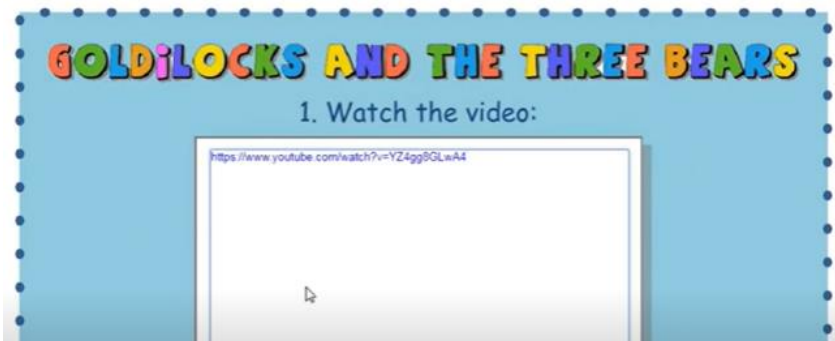 GOLDiLOCKS AND THE THREE BEARS
1. Watch the video:
https://www.youtube.com/watch?v=YZ4gg8GLwA4